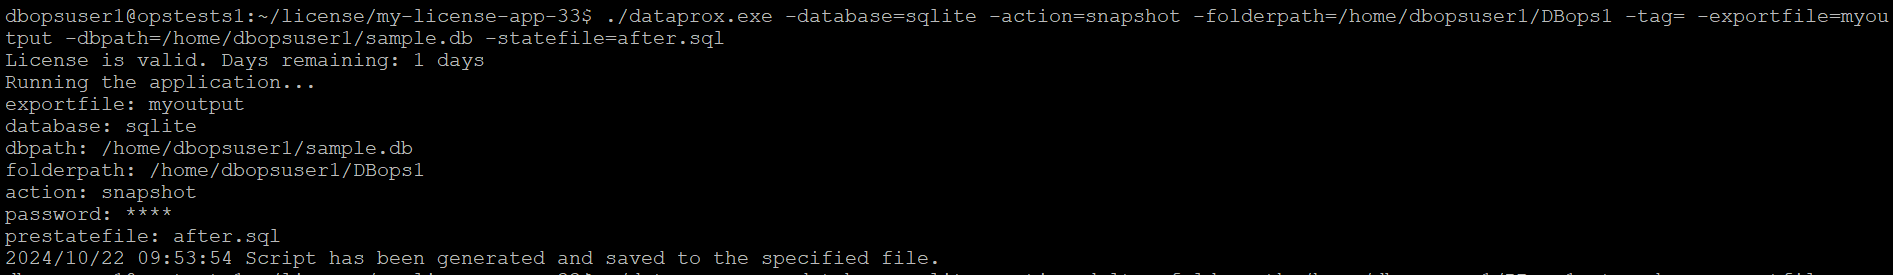 dbopsuser1@opstests1:~/license/my-license-app-33$ ./dataprox.exe -database=sqlite -action=snapshot -folderpath=/home/dbopsuser1/DBops1 -tag= -exportfile=myou
tput -dbpath=/home/dbopsuser1/sample.db -statefile=after.sql
License is valid. Days remaining: 1 days
Running the application...
exportfile: myoutput
database: sqlite
dbpath: /home/dbopsuser1/sample.db
folderpath: /home/dbopsuser1/DBops1
action: snapshot
password: ****
prestatefile: after.sql
2024/10/22 09:53:54 Script has been generated and saved to the specified file.